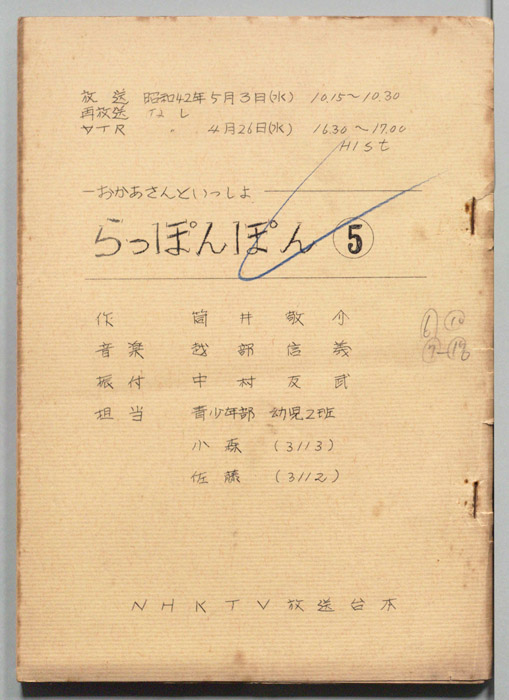 放送 昭和42年5月3日(水) 10.15～10.30
再放送 なし
VTR 〃 4月26日(水) 16.30～17.00
H1st
―おかあさんといっしょ―
らっぽんぽん ⑤
作 筒井敬介
音楽 越部信義
振付 中村友武
担当 青少年部 幼児2班
小森 (3113)
佐藤 (3112)
NHKTV放送台本